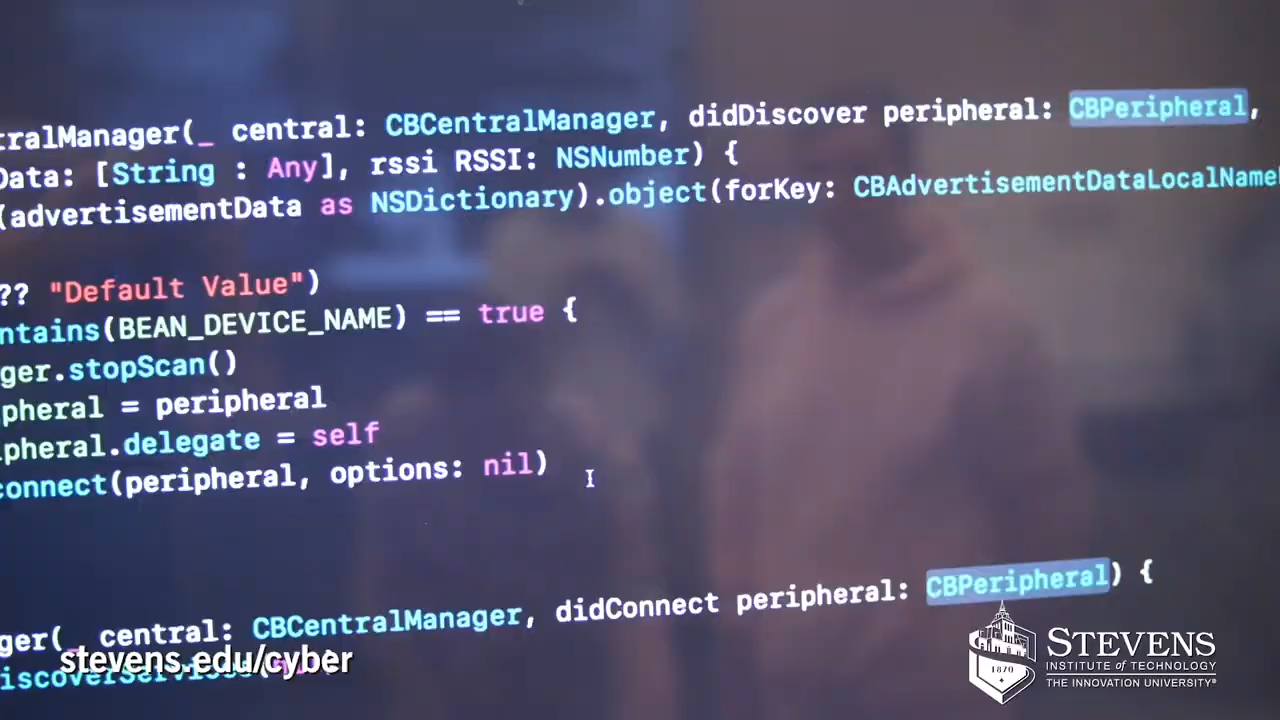 tralManager(_ central: CBCentralManager, didDiscover peripheral: CBPeripheral,
Data: [String : Any], rssi RSSI: NSNumber) {
(advertisementData as NSDictionary).object(forKey: CBAdvertisementDataLocalName
?? "Default Value")
ntains(BEAN_DEVICE_NAME) == true {
ger.stopScan()
pheral = peripheral
pheral.delegate = self
connect(peripheral, options: nil)
ger(_ central: CBCentralManager, didConnect peripheral: CBPeripheral) {
stevens.edu/cyber
1870
STEVENS
INSTITUTE of TECHNOLOGY
THE INNOVATION UNIVERSITY®